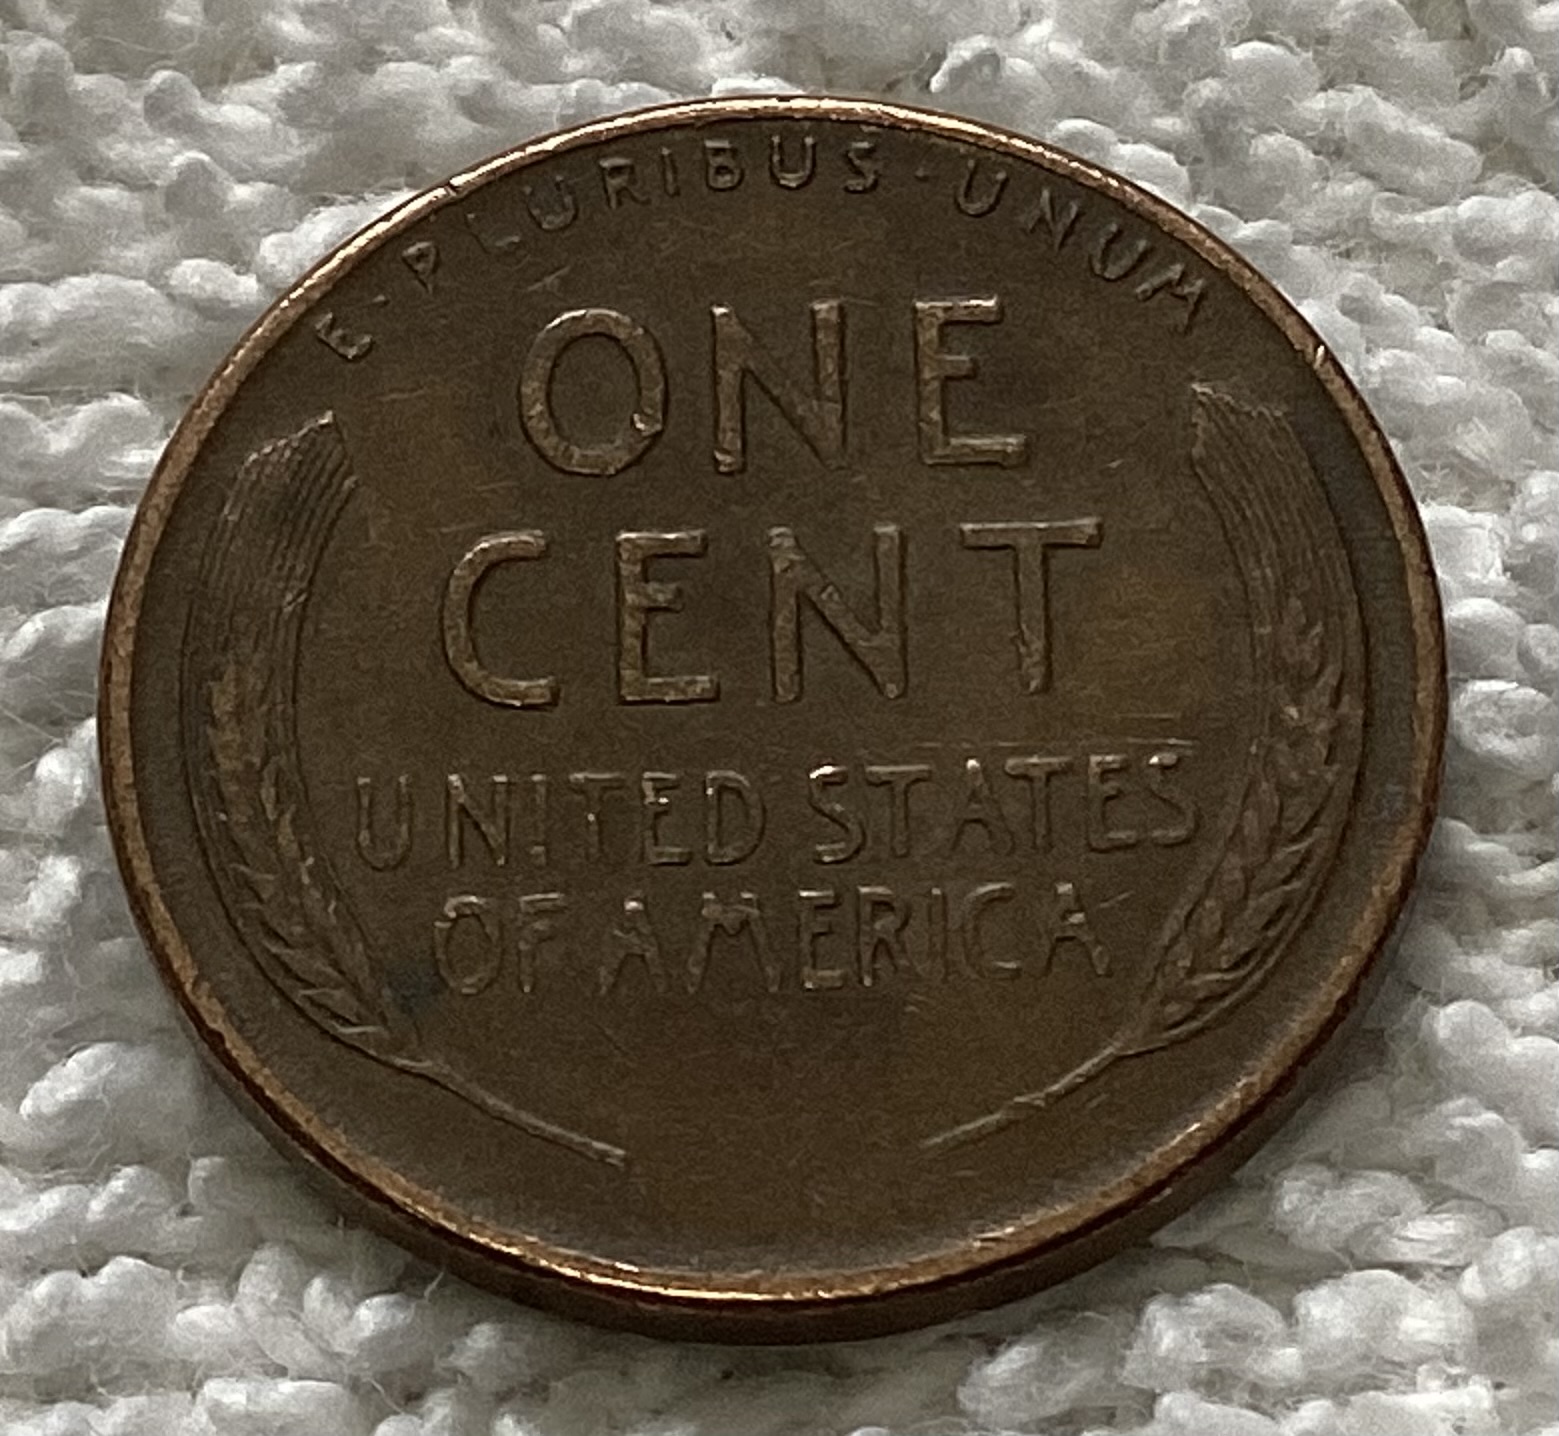 E · PLURIBUS · UNUM
ONE
CENT
UNITED STATES
OF AMERICA